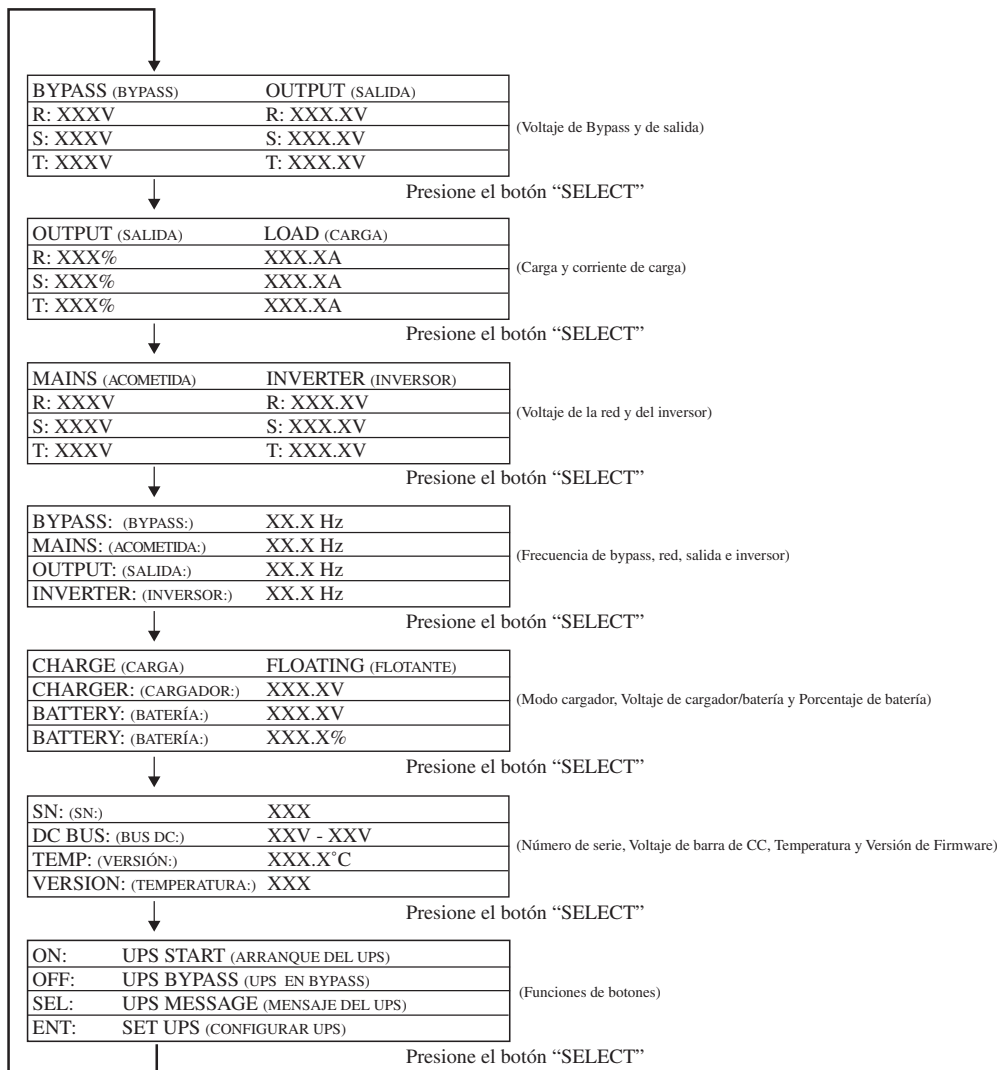 BYPASS (BYPASS) OUTPUT (SALIDA)
R: XXXV R: XXX.XV
S: XXXV S: XXX.XV
T: XXXV T: XXX.XV
(Voltaje de Bypass y de salida)
Presione el botón “SELECT”
OUTPUT (SALIDA) LOAD (CARGA)
R: XXX% XXX.XA
S: XXX% XXX.XA
T: XXX% XXX.XA
(Carga y corriente de carga)
Presione el botón “SELECT”
MAINS (ACOMETIDA) INVERTER (INVERSOR)
R: XXXV R: XXX.XV
S: XXXV S: XXX.XV
T: XXXV T: XXX.XV
(Voltaje de la red y del inversor)
Presione el botón “SELECT”
BYPASS: (BYPASS:) XX.X Hz
MAINS: (ACOMETIDA:) XX.X Hz
OUTPUT: (SALIDA:) XX.X Hz
INVERTER: (INVERSOR:) XX.X Hz
(Frecuencia de bypass, red, salida e inversor)
Presione el botón “SELECT”
CHARGE (CARGA) FLOATING (FLOTANTE)
CHARGER: (CARGADOR:) XXX.XV
BATTERY: (BATERÍA:) XXX.XV
BATTERY: (BATERÍA:) XXX.X%
(Modo cargador, Voltaje de cargador/batería y Porcentaje de batería)
Presione el botón “SELECT”
SN: (SN:) XXX
DC BUS: (BUS DC:) XXV - XXV
TEMP: (VERSIÓN:) XXX.X˚C
VERSION: (TEMPERATURA:) XXX
(Número de serie, Voltaje de barra de CC, Temperatura y Versión de Firmware)
Presione el botón “SELECT”
ON: UPS START (ARRANQUE DEL UPS)
OFF: UPS BYPASS (UPS EN BYPASS)
SEL: UPS MESSAGE (MENSAJE DEL UPS)
ENT: SET UPS (CONFIGURAR UPS)
(Funciones de botones)
Presione el botón “SELECT”